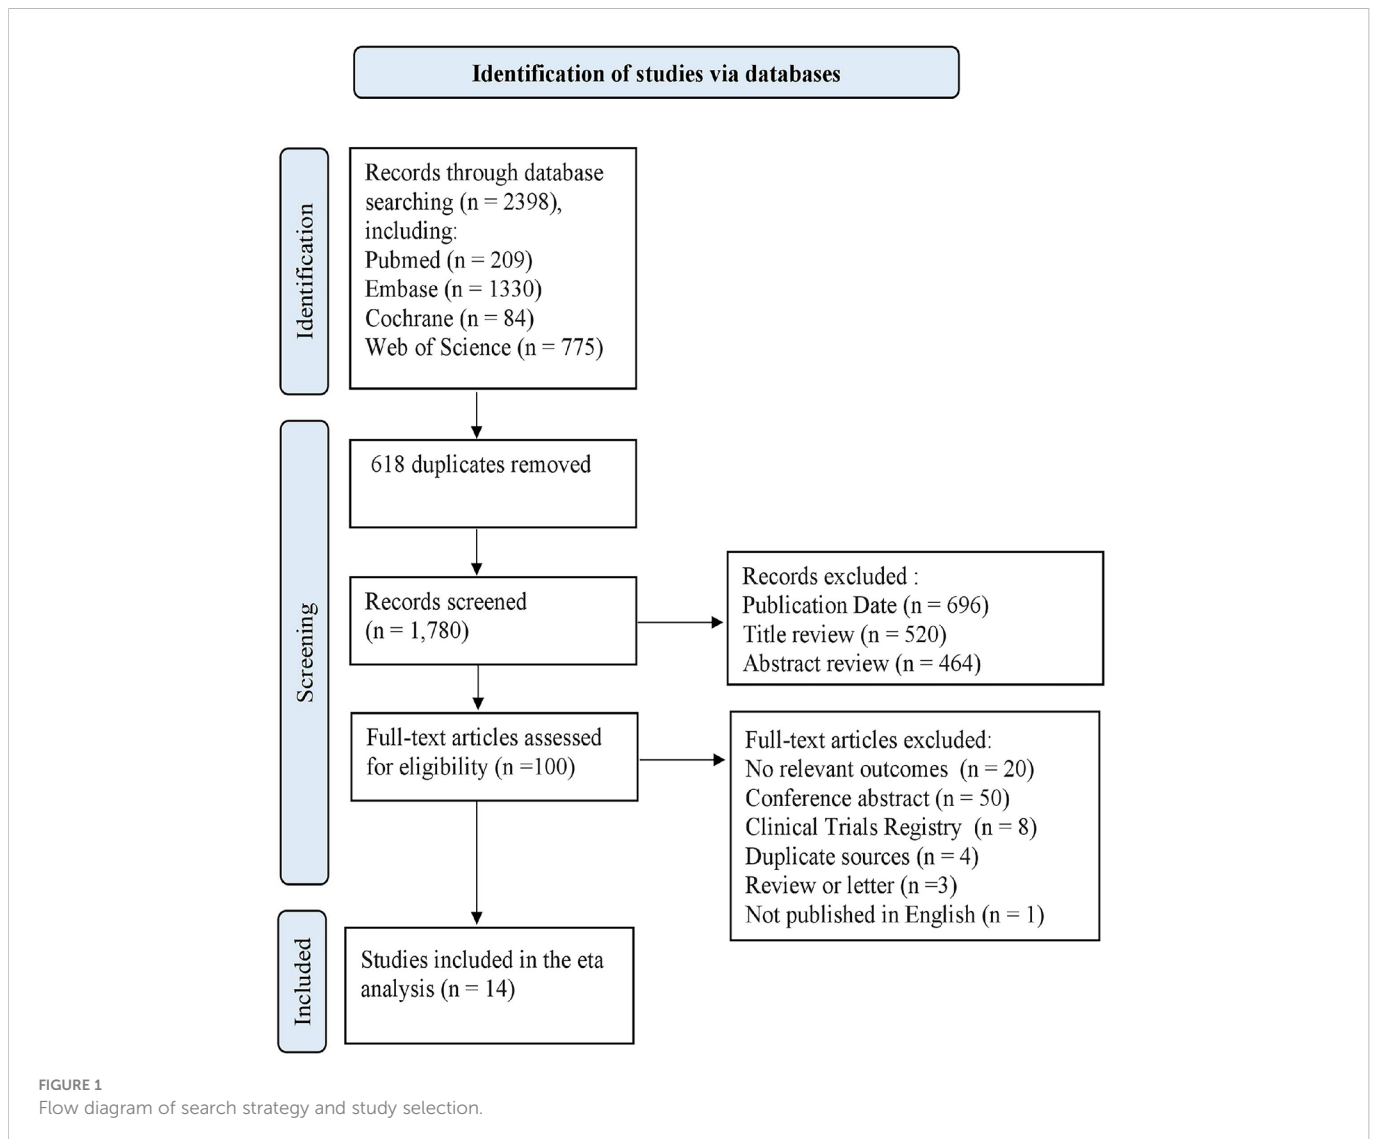 Identification of studies via databases
Identification
Records through database
searching (n = 2398),
including:
Pubmed (n = 209)
Embase (n = 1330)
Cochrane (n = 84)
Web of Science (n = 775)
Screening
618 duplicates removed
Records screened
(n = 1,780)
Records excluded :
Publication Date (n = 696)
Title review (n = 520)
Abstract review (n = 464)
Full-text articles assessed
for eligibility (n =100)
Full-text articles excluded:
No relevant outcomes (n = 20)
Conference abstract (n = 50)
Clinical Trials Registry (n = 8)
Duplicate sources (n = 4)
Review or letter (n =3)
Not published in English (n = 1)
Included
Studies included in the eta
analysis (n = 14)
FIGURE 1
Flow diagram of search strategy and study selection.